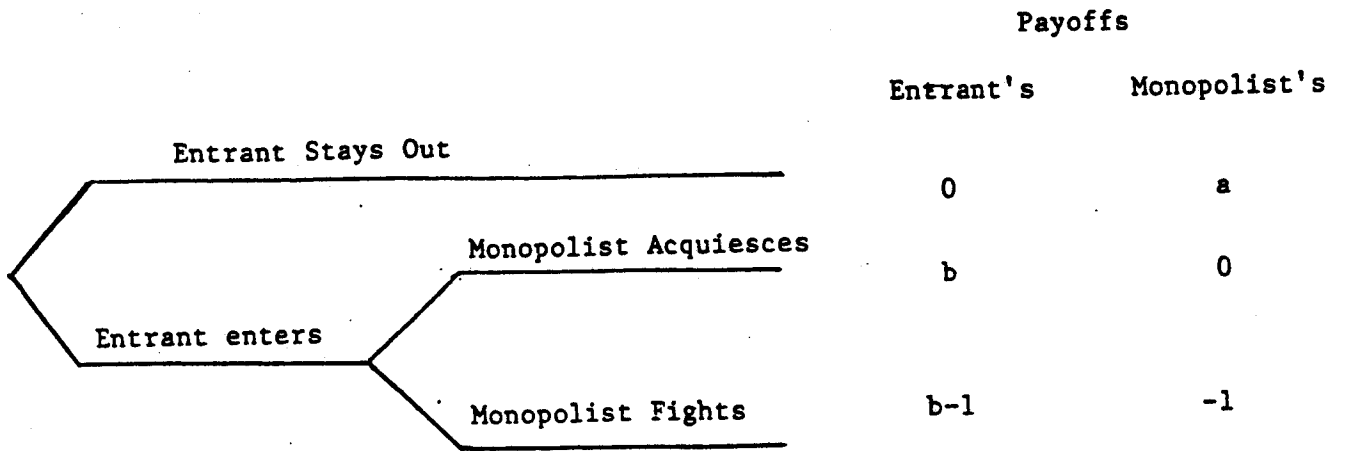 Payoffs
Entrant's Monopolist's
Entrant Stays Out 0 a
Monopolist Acquiesces b 0
Entrant enters
Monopolist Fights b-1 -1